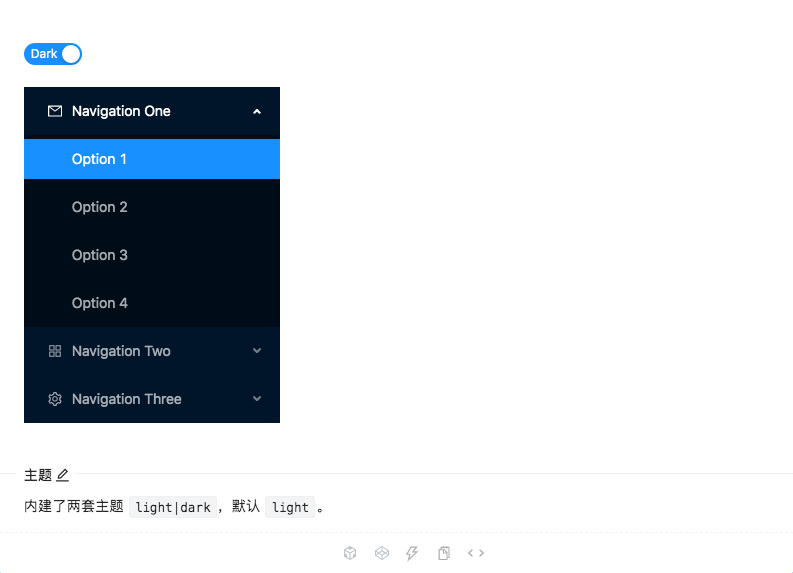 Dark
Navigation One
Option 1
Option 2
Option 3
Option 4
Navigation Two
Navigation Three
主题
内建了两套主题 light|dark，默认 light。